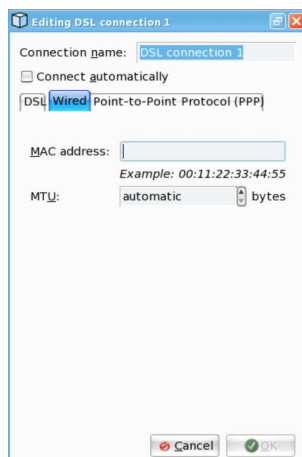 Editing DSL connection 1
Connection name: DSL connection 1
Connect automatically
DSL Wired Point-to-Point Protocol (PPP)
MAC address:
Example: 00:11:22:33:44:55
MTU: automatic bytes
Cancel OK